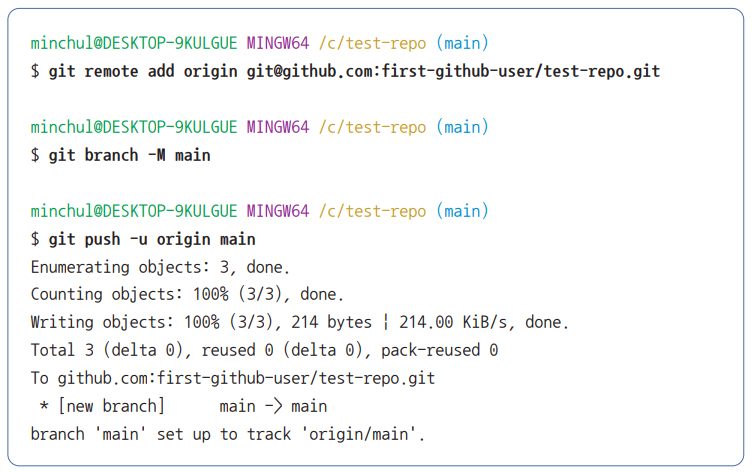 minchul@DESKTOP-9KULGUE MINGW64 /c/test-repo (main)
$ git remote add origin git@github.com:first-github-user/test-repo.git
minchul@DESKTOP-9KULGUE MINGW64 /c/test-repo (main)
$ git branch -M main
minchul@DESKTOP-9KULGUE MINGW64 /c/test-repo (main)
$ git push -u origin main
Enumerating objects: 3, done.
Counting objects: 100% (3/3), done.
Writing objects: 100% (3/3), 214 bytes ¦ 214.00 KiB/s, done.
Total 3 (delta 0), reused 0 (delta 0), pack-reused 0
To github.com:first-github-user/test-repo.git
* [new branch]      main -> main
branch 'main' set up to track 'origin/main'.